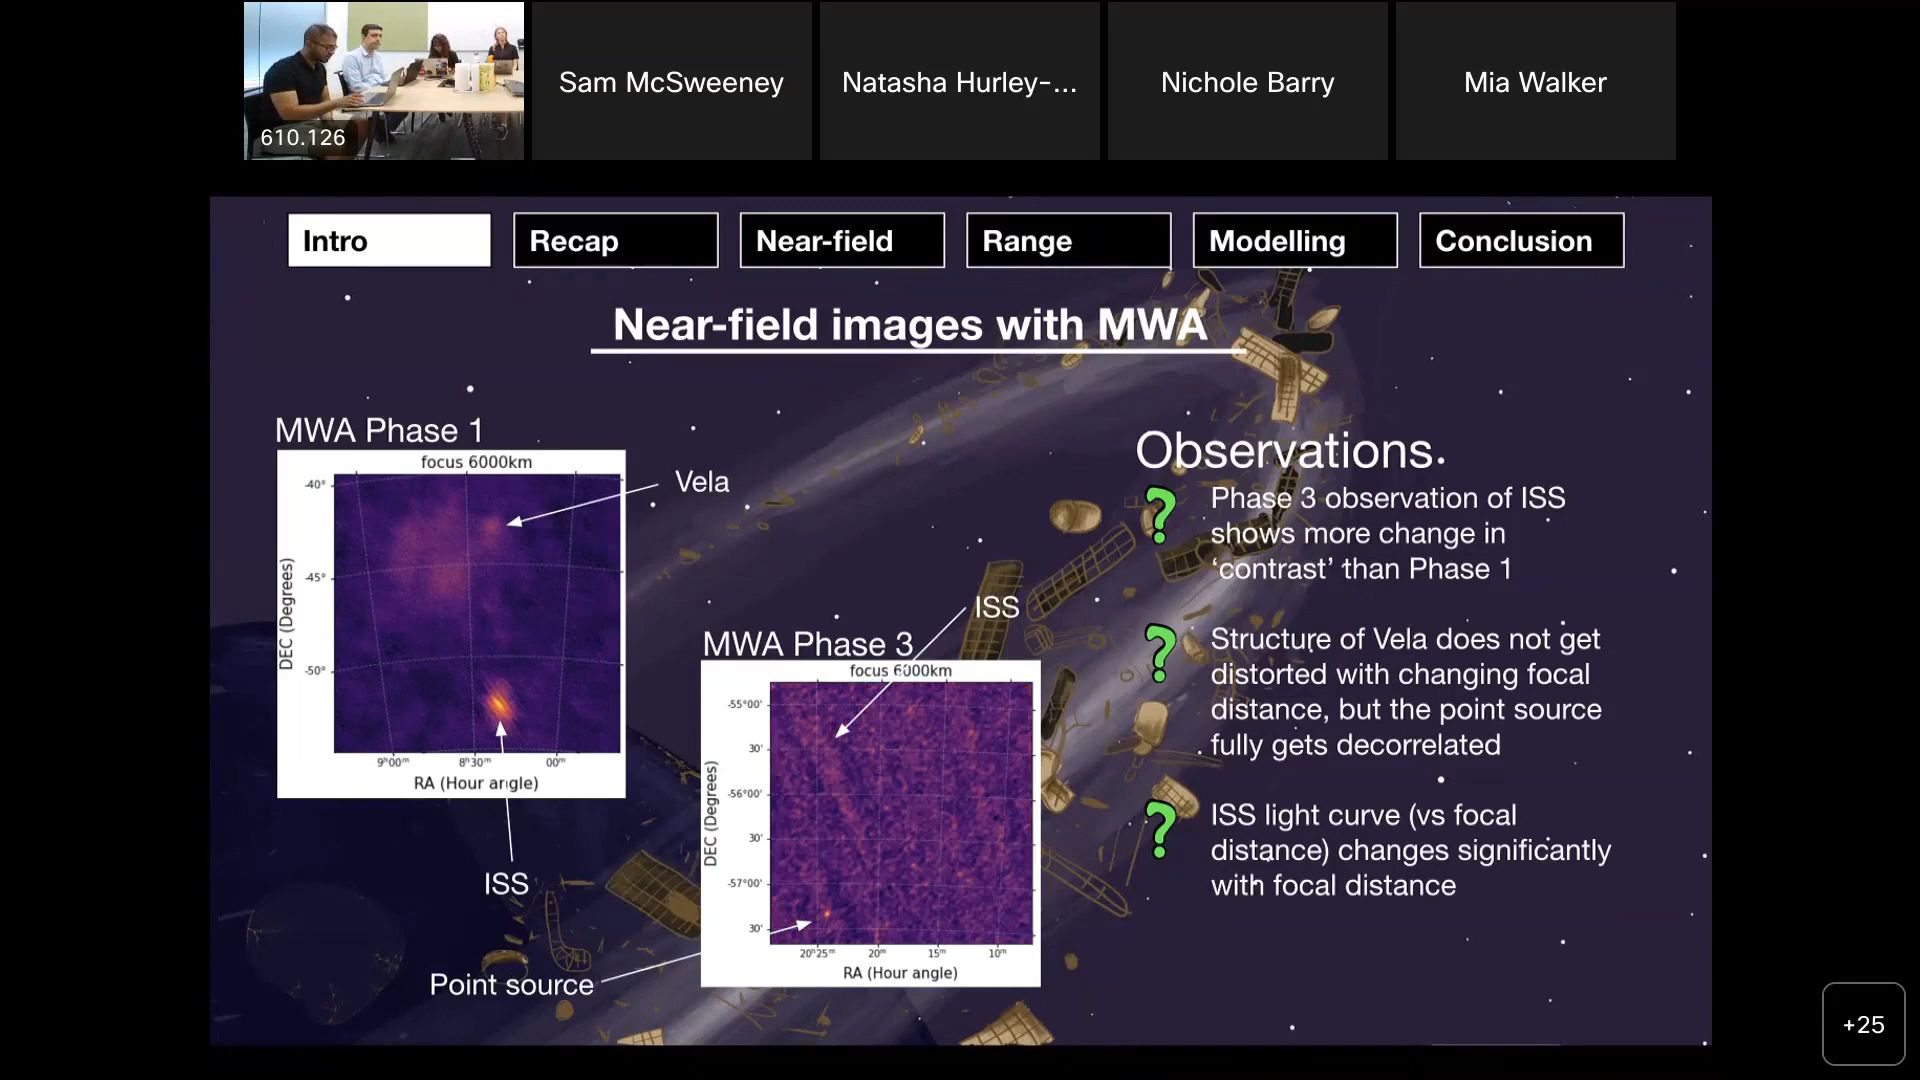 610.126
Sam McSweeney
Natasha Hurley-...
Nichole Barry
Mia Walker
Intro
Recap
Near-field
Range
Modelling
Conclusion
Near-field images with MWA
MWA Phase 1
focus 6000km
-40°
-45°
-50°
DEC (Degrees)
9ʰ00ᵐ
8ʰ30ᵐ
00ᵐ
RA (Hour angle)
Vela
ISS
MWA Phase 3
focus 6000km
-55°00'
30'
-56°00'
30'
-57°00'
30'
DEC (Degrees)
20ʰ25ᵐ
20ᵐ
15ᵐ
10ᵐ
RA (Hour angle)
ISS
Point source
Observations
? Phase 3 observation of ISS
shows more change in
‘contrast’ than Phase 1
? Structure of Vela does not get
distorted with changing focal
distance, but the point source
fully gets decorrelated
? ISS light curve (vs focal
distance) changes significantly
with focal distance
+25